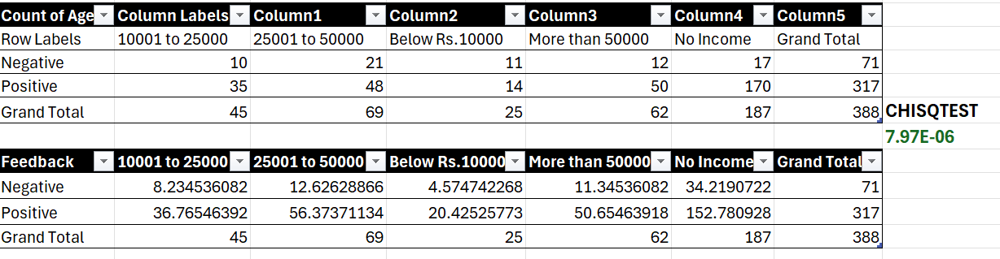 Count of Age Column Labels Column1 Column2 Column3 Column4 Column5
Row Labels 10001 to 25000 25001 to 50000 Below Rs.10000 More than 50000 No Income Grand Total
Negative 10 21 11 12 17 71
Positive 35 48 14 50 170 317
Grand Total 45 69 25 62 187 388 CHISQTEST
7.97E-06
Feedback 10001 to 25000 25001 to 50000 Below Rs.10000 More than 50000 No Income Grand Total
Negative 8.234536082 12.62628866 4.574742268 11.34536082 34.2190722 71
Positive 36.76546392 56.37371134 20.42525773 50.65463918 152.780928 317
Grand Total 45 69 25 62 187 388